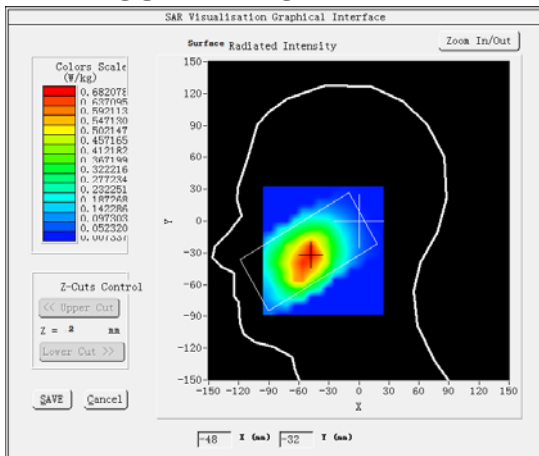 SAR Visualisation Graphical Interface
Surface Radiated Intensity
Zoom In/Out
Colors Scale
(W/kg)
0.682078
0.637095
0.592113
0.547130
0.502147
0.457165
0.412182
0.367199
0.322216
0.277234
0.232251
0.187268
0.142286
0.097303
0.052320
0.007337
150
120
90
60
30
0
-30
-60
-90
-120
-150
Y
-150 -120 -90 -60 -30 0 30 60 90 120 150
X
Z-Cuts Control
<< Upper Cut
Z = 2 mm
Lower Cut >>
SAVE Cancel
-48 X (mm) -32 Y (mm)